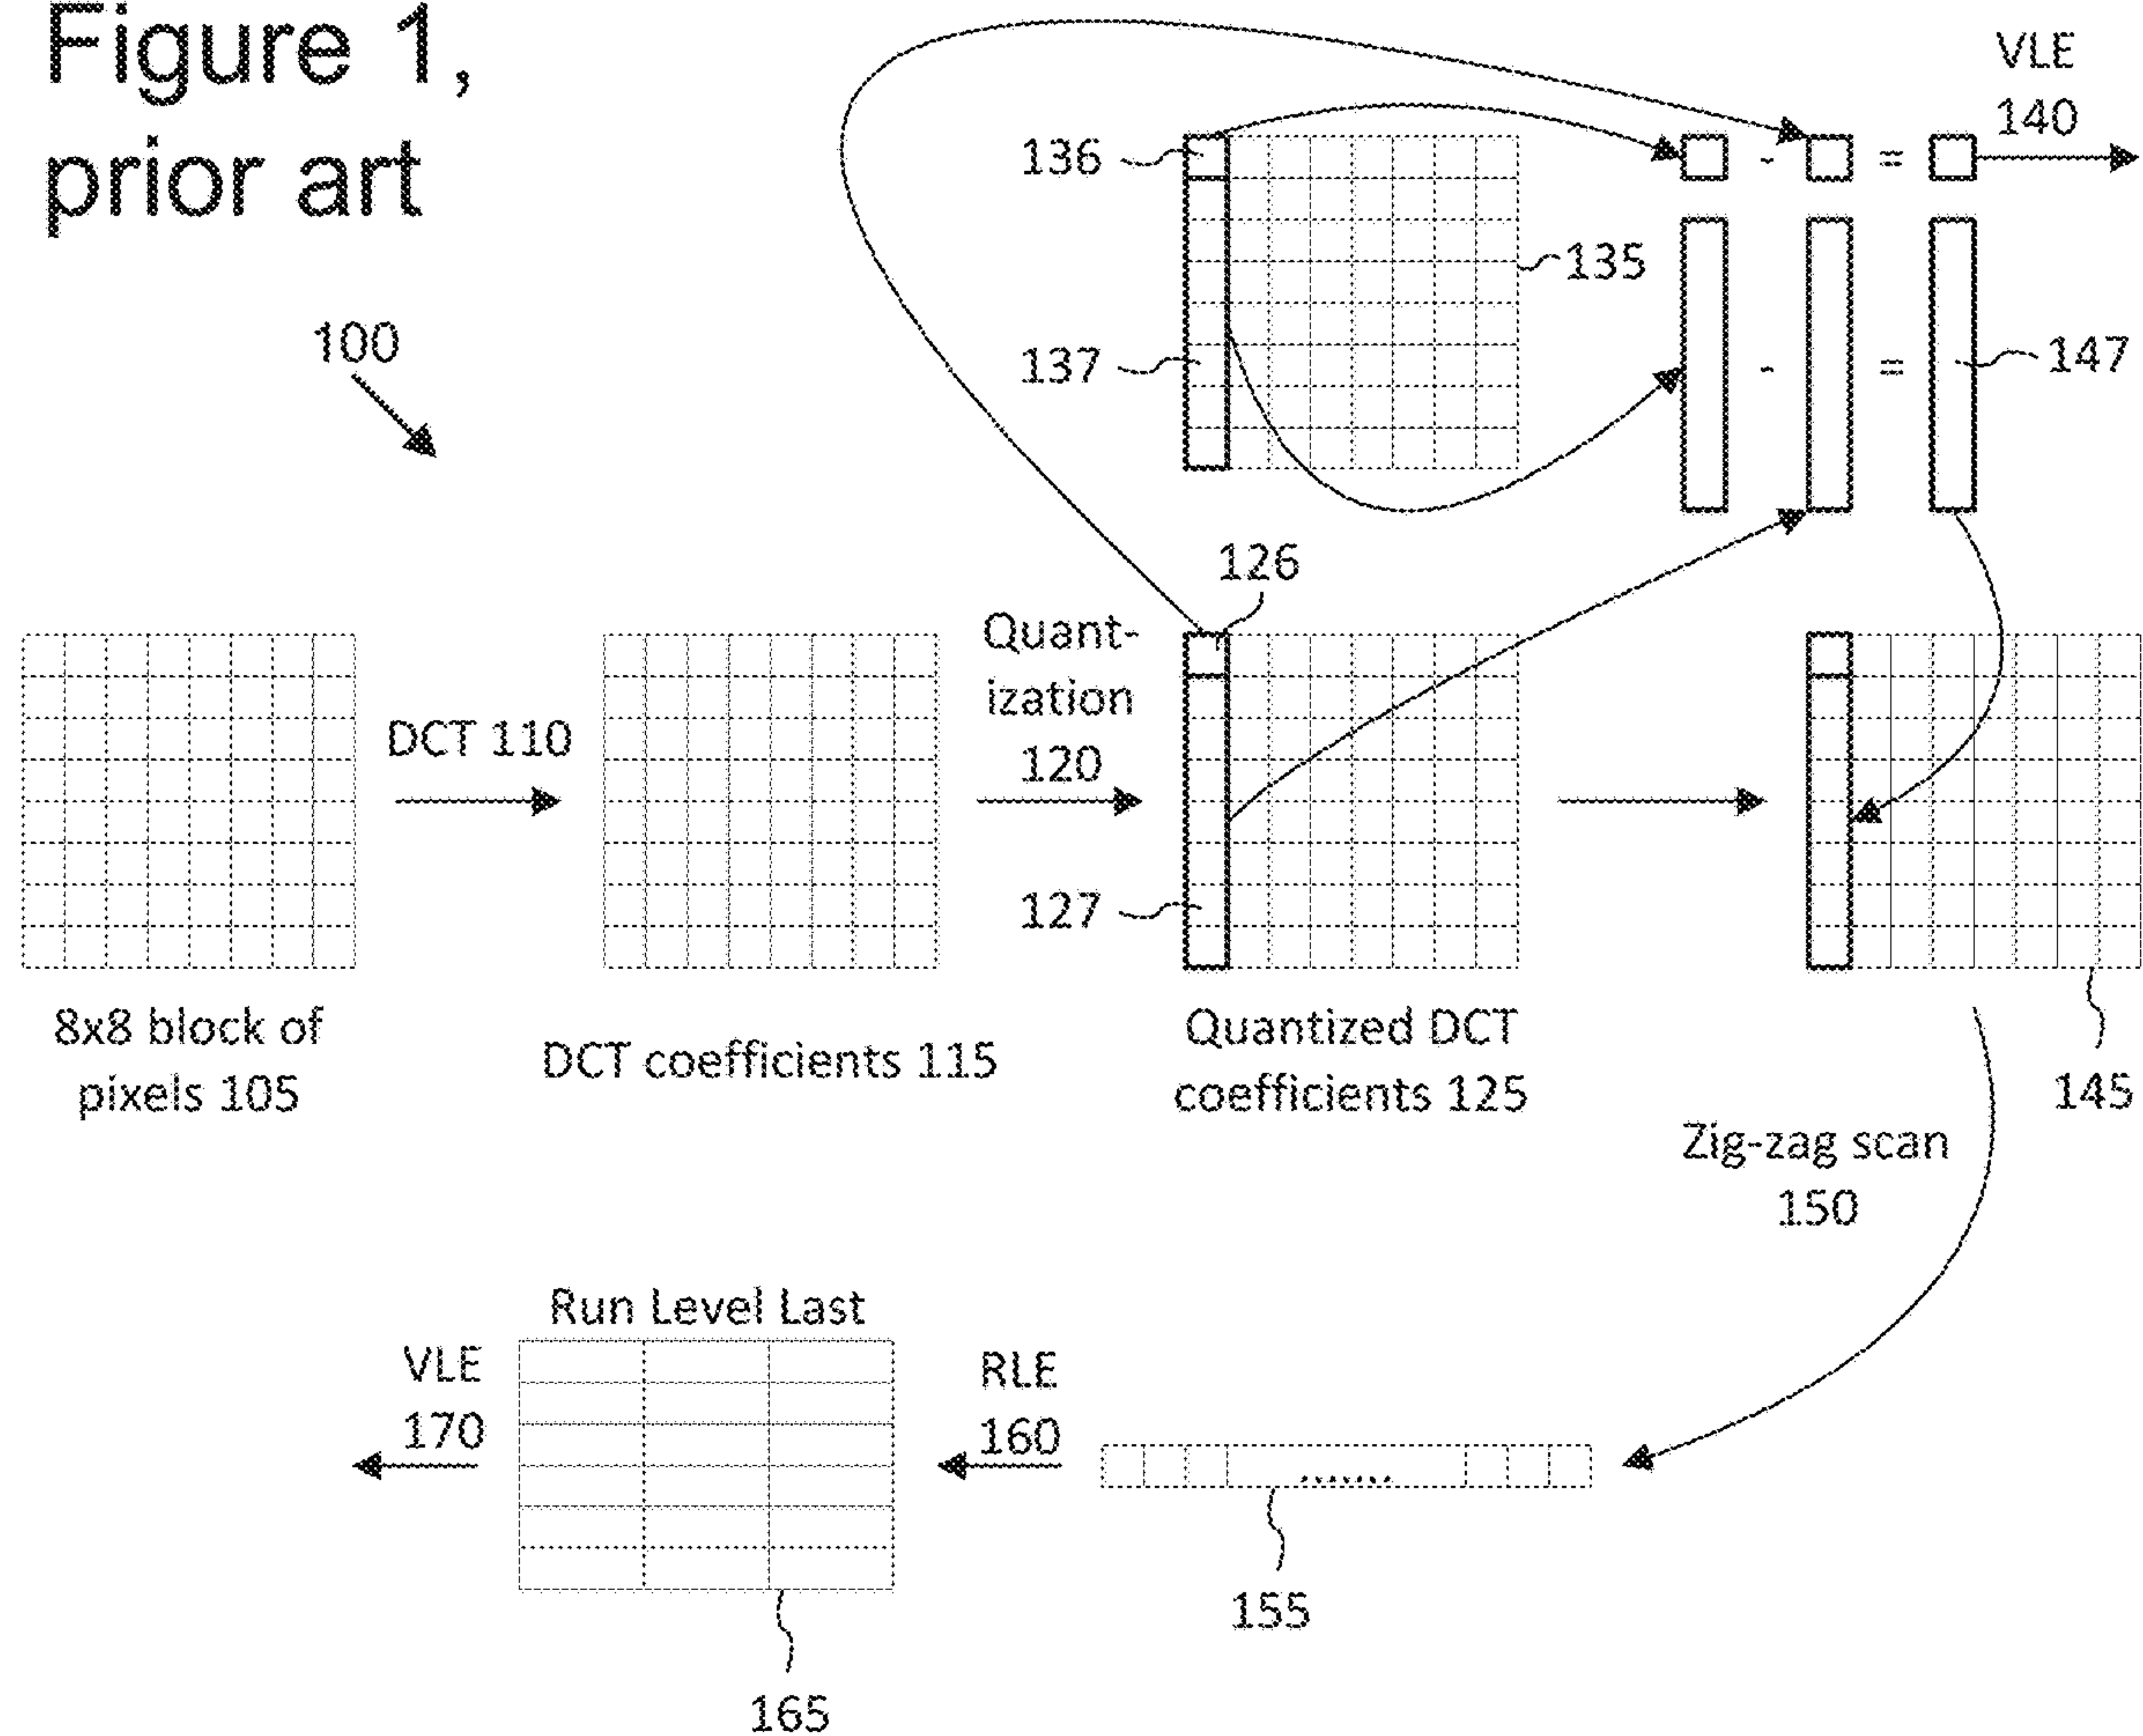 Figure 1,
prior art
100
VLE
140
136
135
137
147
126
Quant-
ization
120
DCT 110
127
8x8 block of
pixels 105
DCT coefficients 115
Quantized DCT
coefficients 125
145
Zig-zag scan
150
Run Level Last
VLE
170
RLE
160
.......
155
165
- =
- =